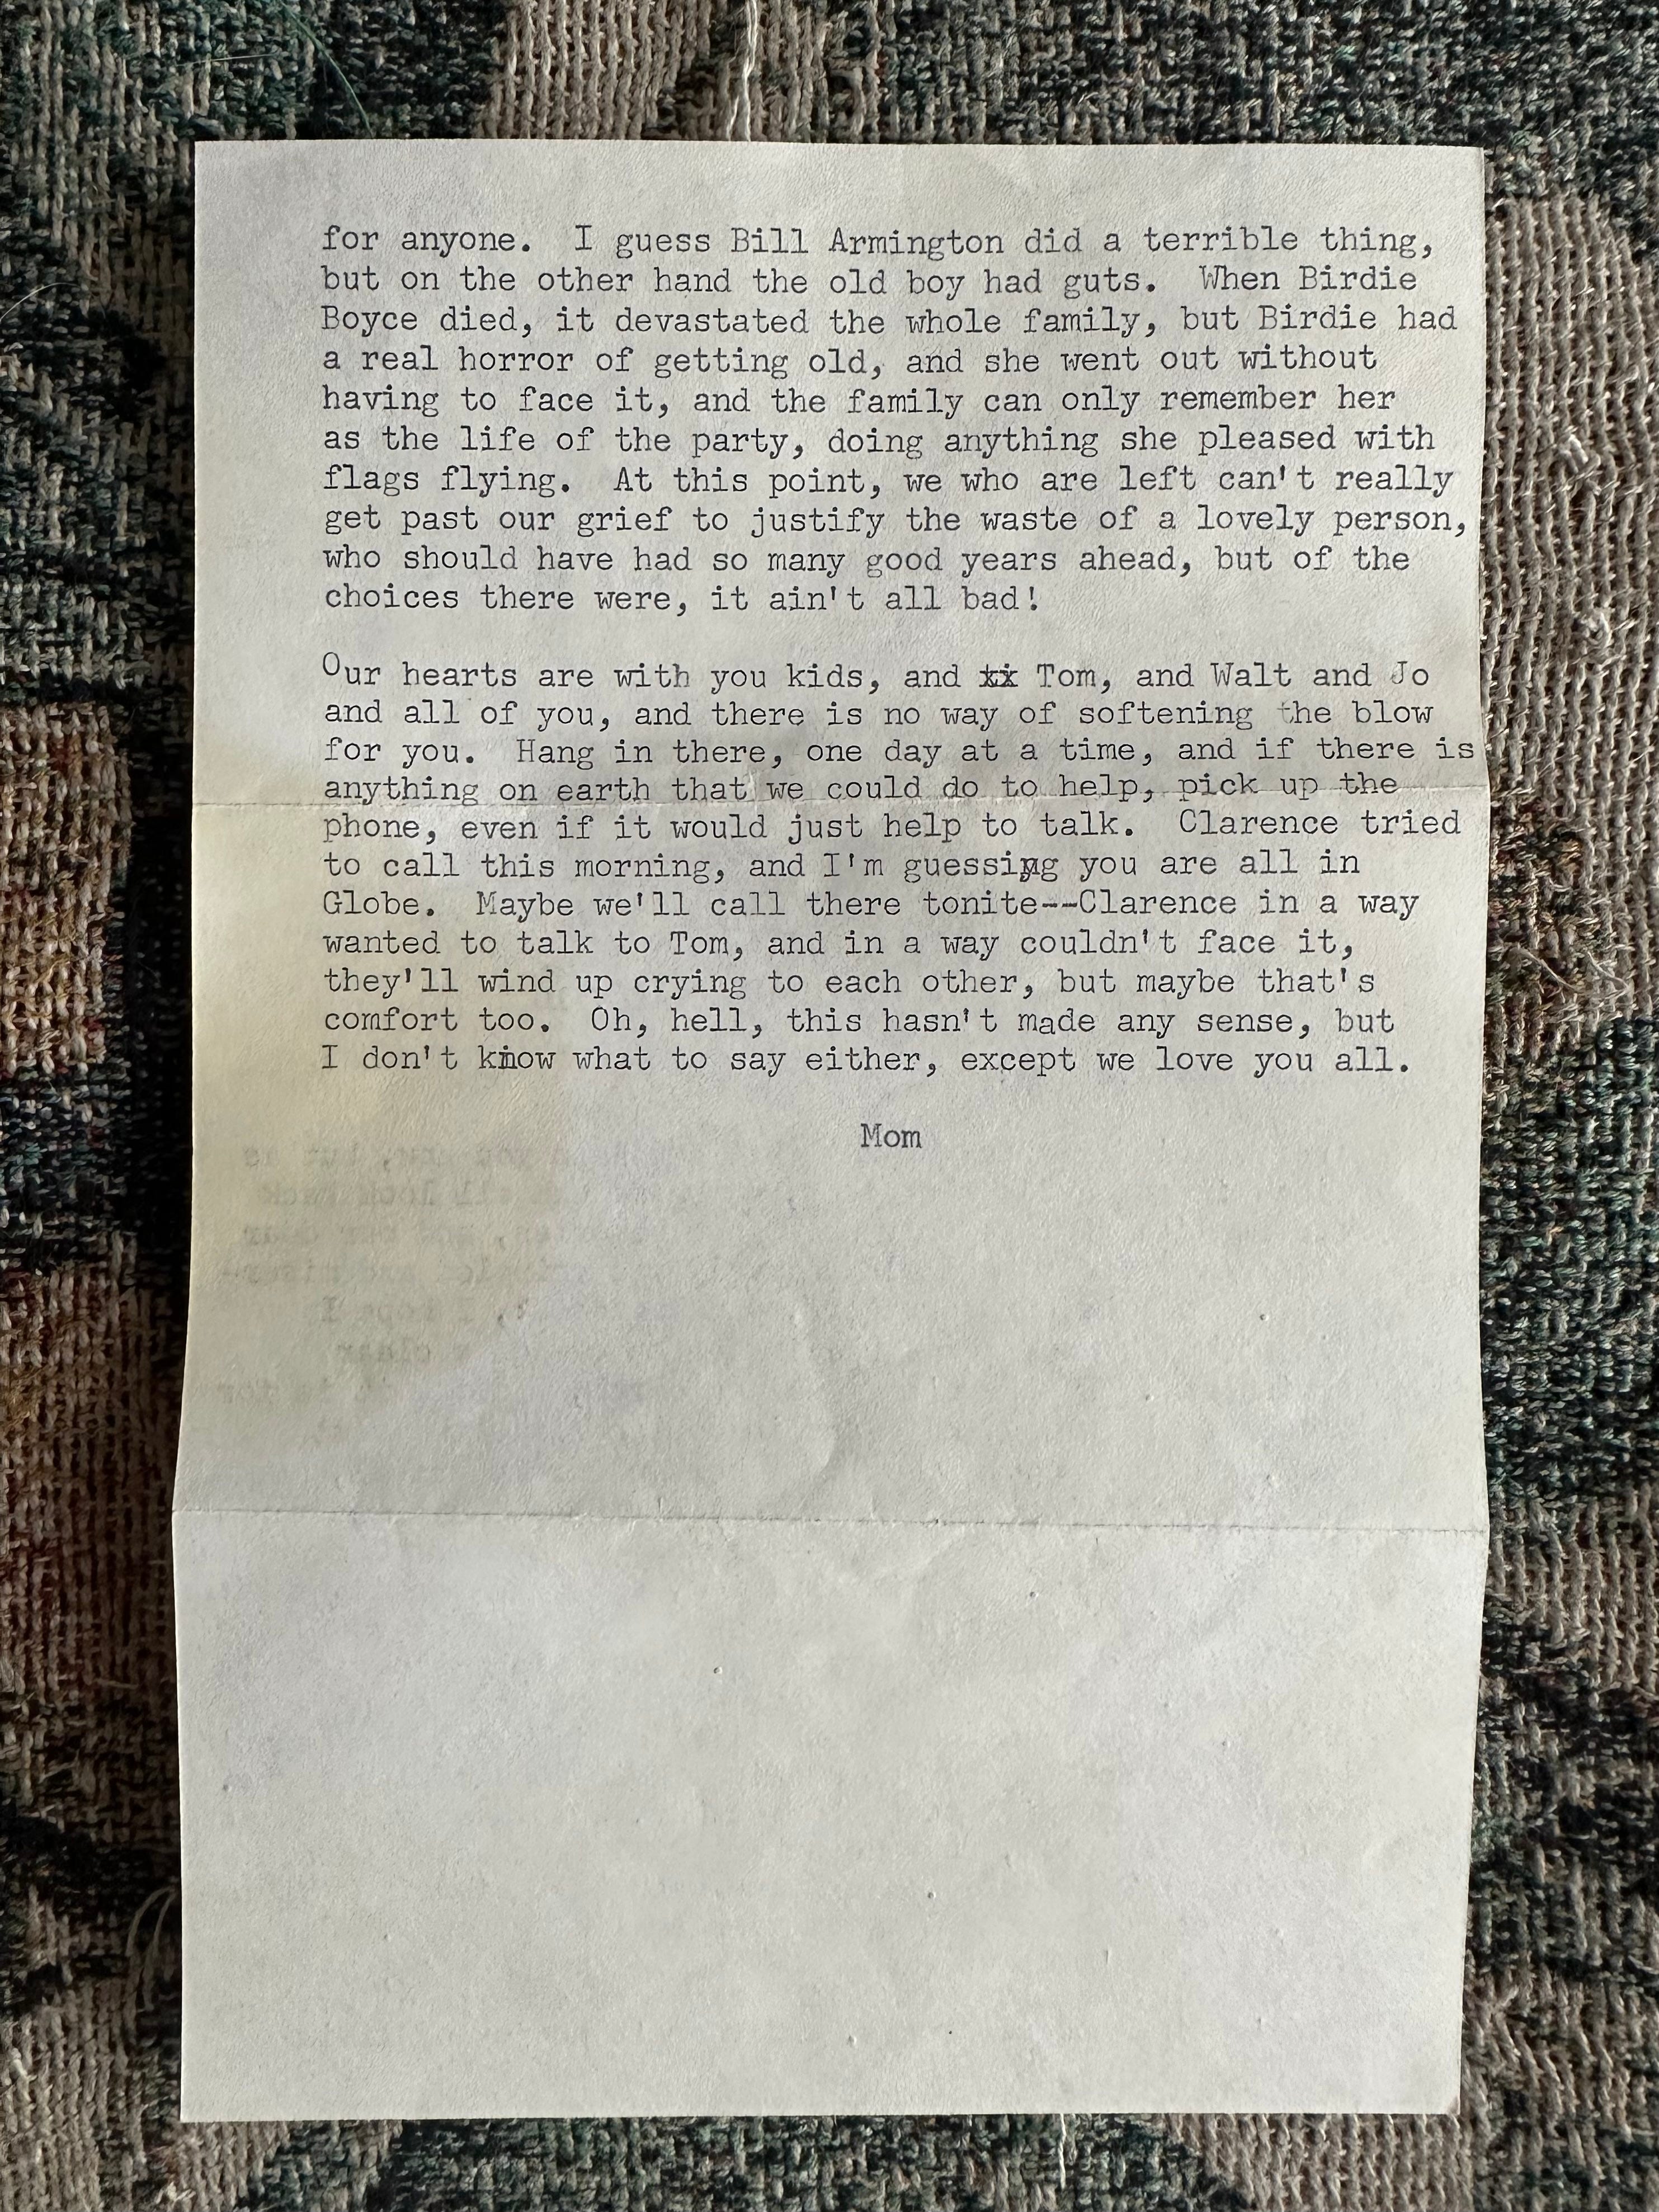 for anyone.  I guess Bill Armington did a terrible thing,
but on the other hand the old boy had guts.  When Birdie
Boyce died, it devastated the whole family, but Birdie had
a real horror of getting old, and she went out without
having to face it, and the family can only remember her
as the life of the party, doing anything she pleased with
flags flying.  At this point, we who are left can't really
get past our grief to justify the waste of a lovely person,
who should have had so many good years ahead, but of the
choices there were, it ain't all bad!
Our hearts are with you kids, and Tom, and Walt and Jo
and all of you, and there is no way of softening the blow
for you.  Hang in there, one day at a time, and if there is
anything on earth that we could do to help, pick up the
phone, even if it would just help to talk.  Clarence tried
to call this morning, and I'm guessing you are all in
Globe.  Maybe we'll call there tonite--Clarence in a way
wanted to talk to Tom, and in a way couldn't face it,
they'll wind up crying to each other, but maybe that's
comfort too.  Oh, hell, this hasn't made any sense, but
I don't know what to say either, except we love you all.
Mom